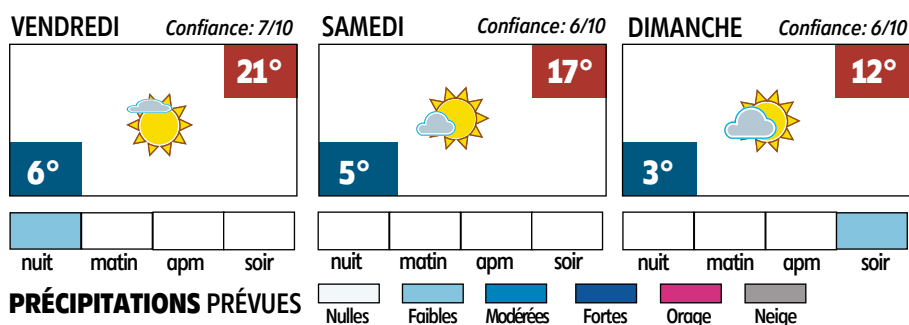 VENDREDI Confiance: 7/10
21°
6°
nuit matin apm soir
SAMEDI Confiance: 6/10
17°
5°
nuit matin apm soir
DIMANCHE Confiance: 6/10
12°
3°
nuit matin apm soir
PRÉCIPITATIONS PRÉVUES
Nulles Faibles Modérées Fortes Orage Neige